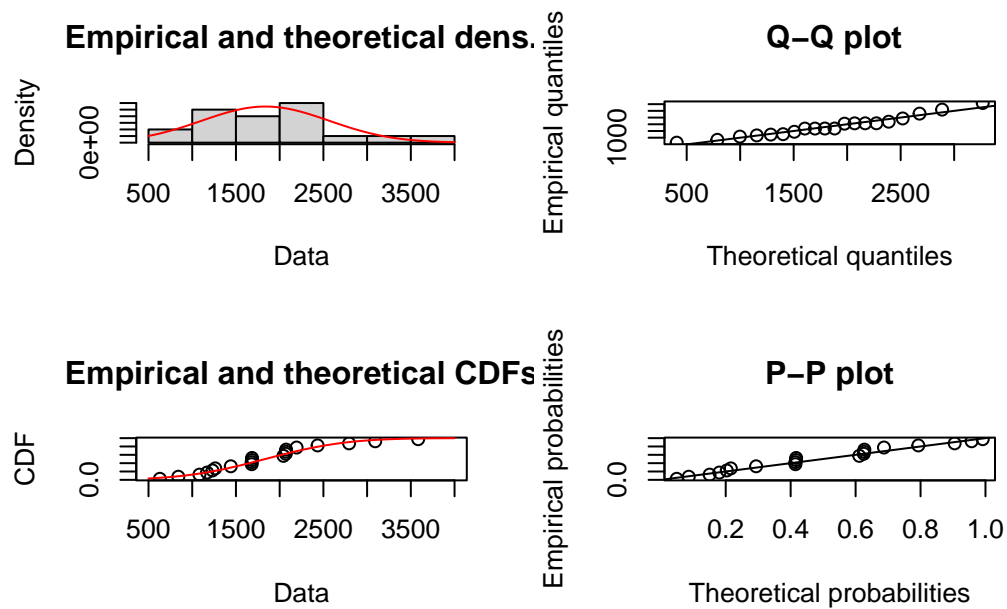 Empirical and theoretical dens.
Density
0e+00
500 1500 2500 3500
Data
Q−Q plot
Empirical quantiles
1000
500 1500 2500
Theoretical quantiles
Empirical and theoretical CDFs
CDF
0.0
500 1500 2500 3500
Data
P−P plot
Empirical probabilities
0.0
0.2 0.4 0.6 0.8 1.0
Theoretical probabilities